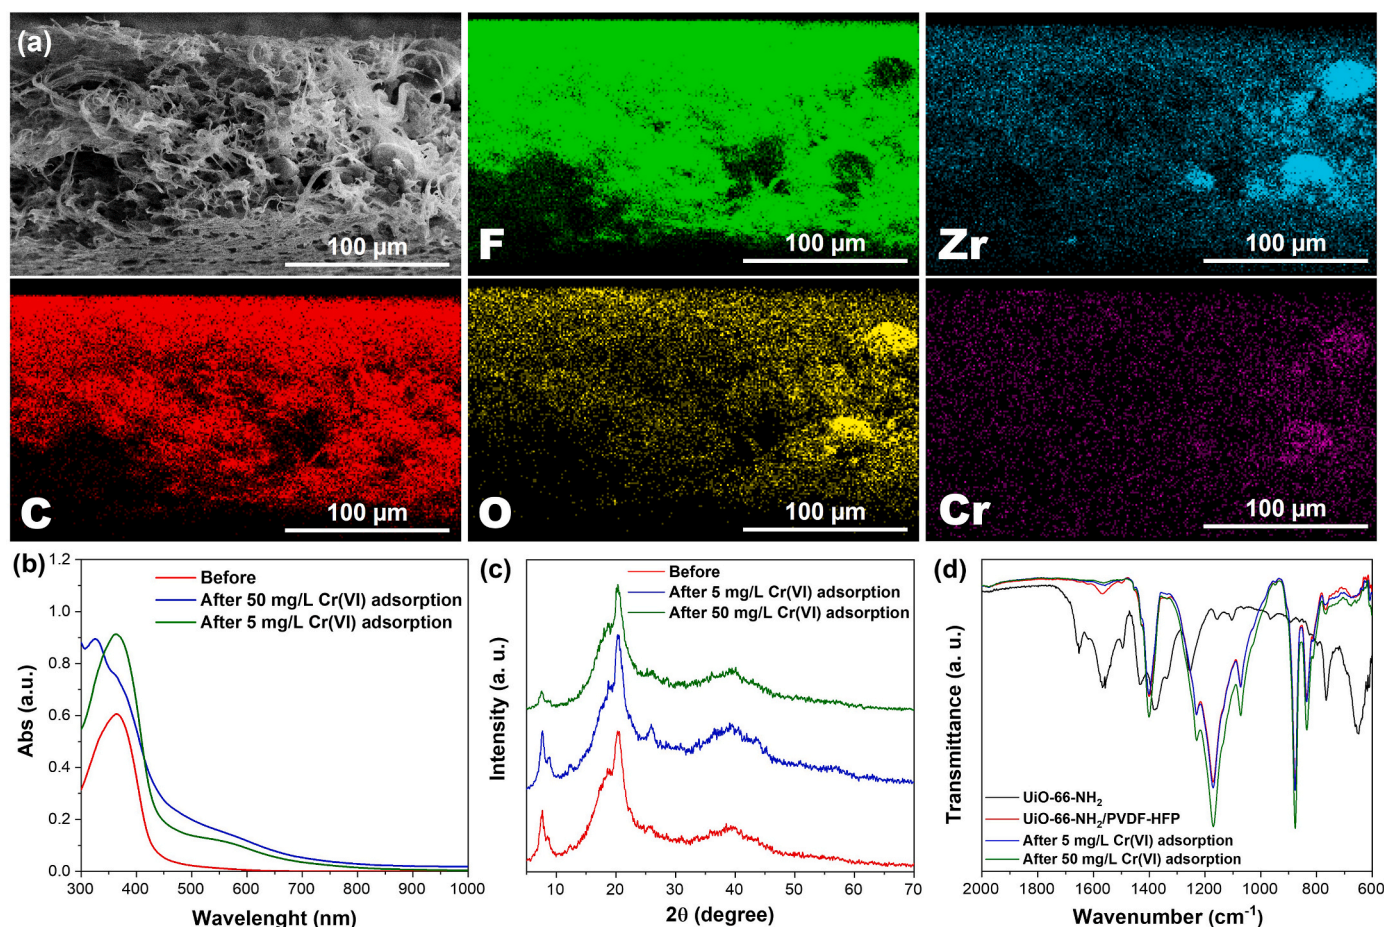 (a)
100 µm
F
100 µm
Zr
100 µm
C
100 µm
O
100 µm
Cr
100 µm
(b)
1.2
1.0
0.8
0.6
0.4
0.2
0.0
Abs (a.u.)
Before
After 50 mg/L Cr(VI) adsorption
After 5 mg/L Cr(VI) adsorption
300 400 500 600 700 800 900 1000
Wavelenght (nm)
(c)
Intensity (a. u.)
Before
After 5 mg/L Cr(VI) adsorption
After 50 mg/L Cr(VI) adsorption
10 20 30 40 50 60 70
2θ (degree)
(d)
Transmittance (a. u.)
UiO-66-NH₂
UiO-66-NH₂/PVDF-HFP
After 5 mg/L Cr(VI) adsorption
After 50 mg/L Cr(VI) adsorption
2000 1800 1600 1400 1200 1000 800 600
Wavenumber (cm⁻¹)